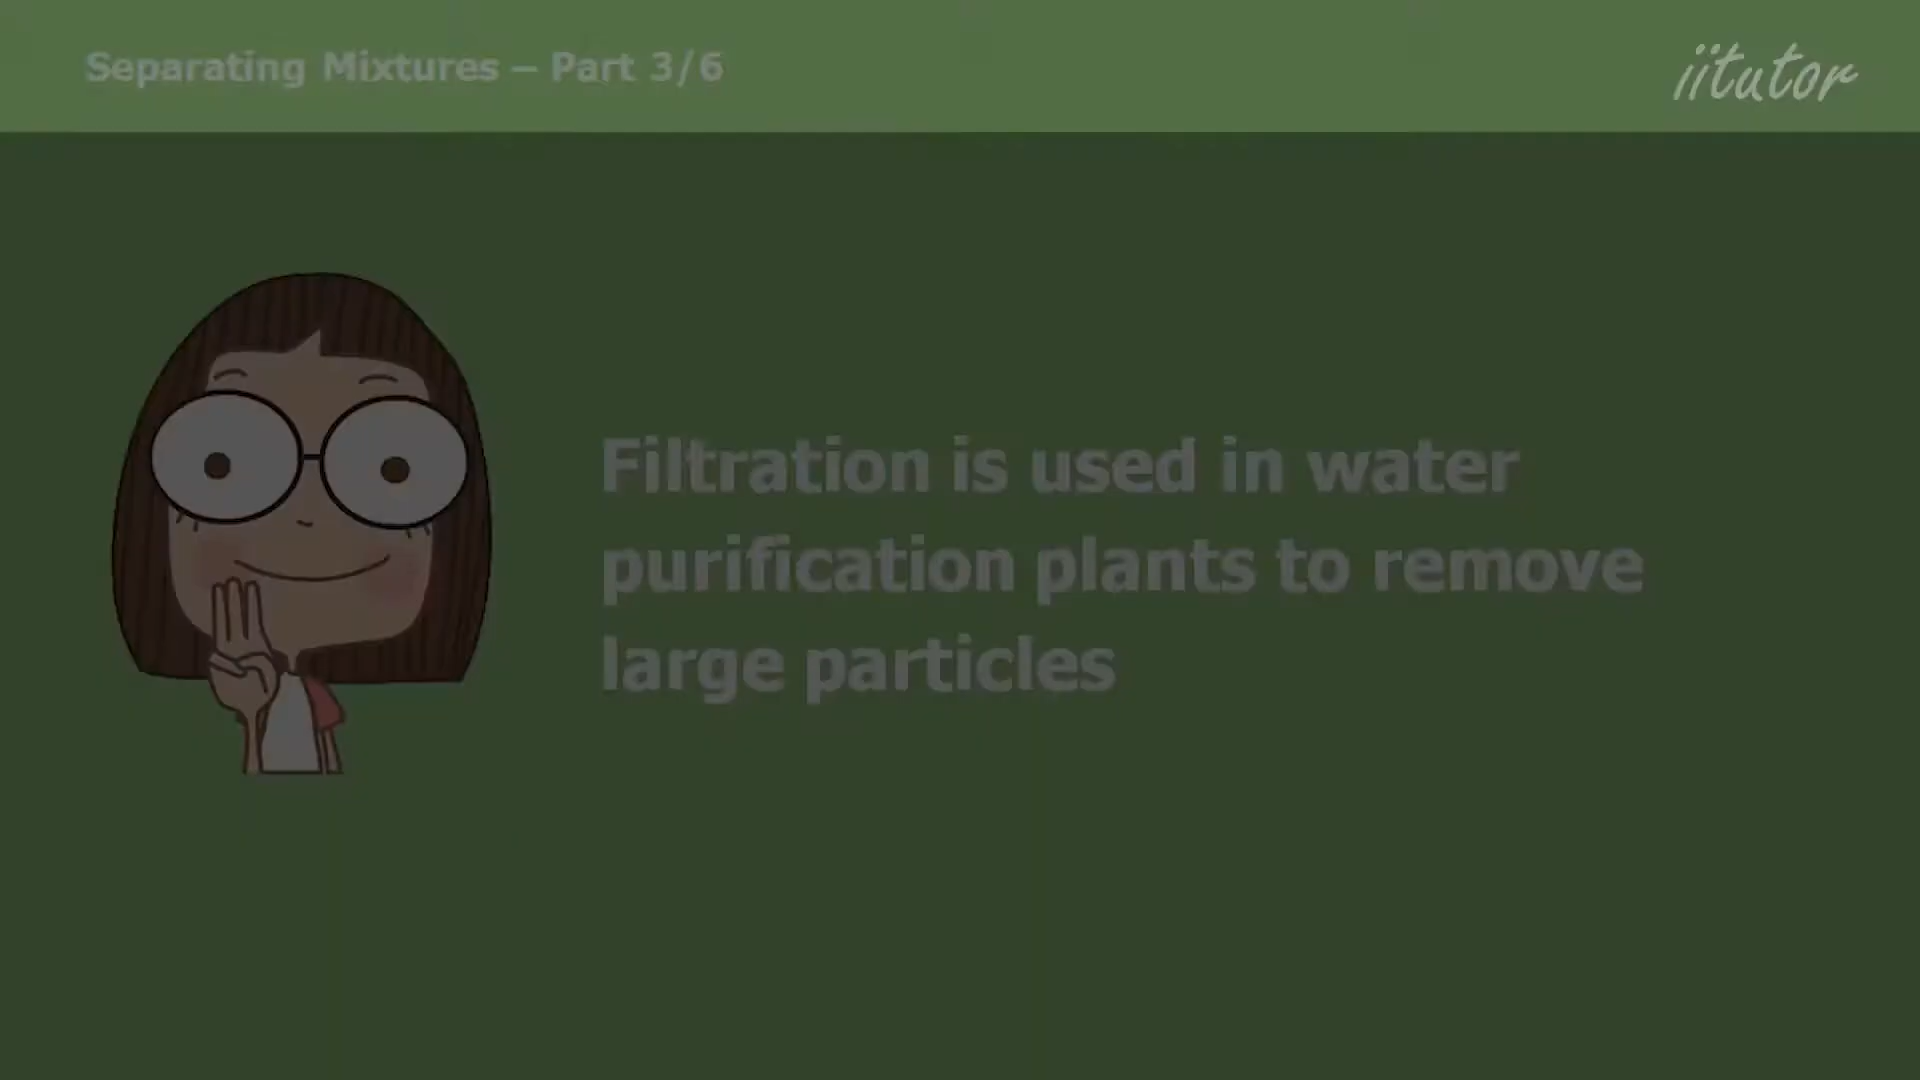 Separating Mixtures – Part 3/6
iitutor
Filtration is used in water
purification plants to remove
large particles